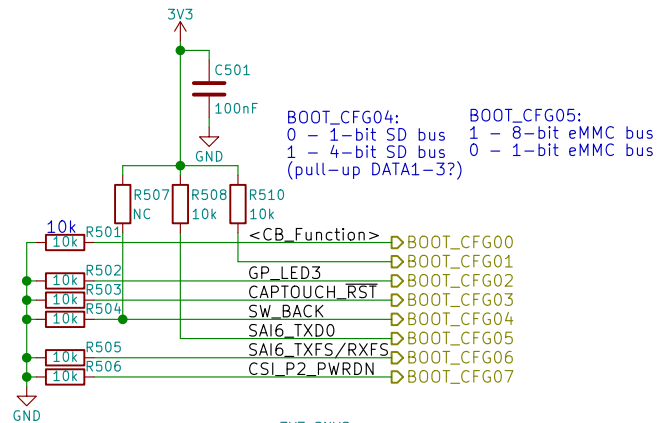 3V3
C501
100nF
GND
BOOT_CFG04:
0 - 1-bit SD bus
1 - 4-bit SD bus
(pull-up DATA1-3?)
BOOT_CFG05:
1 - 8-bit eMMC bus
0 - 1-bit eMMC bus
R507
NC
R508
10k
R510
10k
10k
R501
10k
<CB_Function>
BOOT_CFG00
BOOT_CFG01
R502
10k
GP_LED3
BOOT_CFG02
R503
10k
CAPTOUCH_RST
BOOT_CFG03
R504
10k
SW_BACK
BOOT_CFG04
SAI6_TXD0
BOOT_CFG05
R505
10k
SAI6_TXFS/RXFS
BOOT_CFG06
R506
10k
CSI_P2_PWRDN
BOOT_CFG07
GND